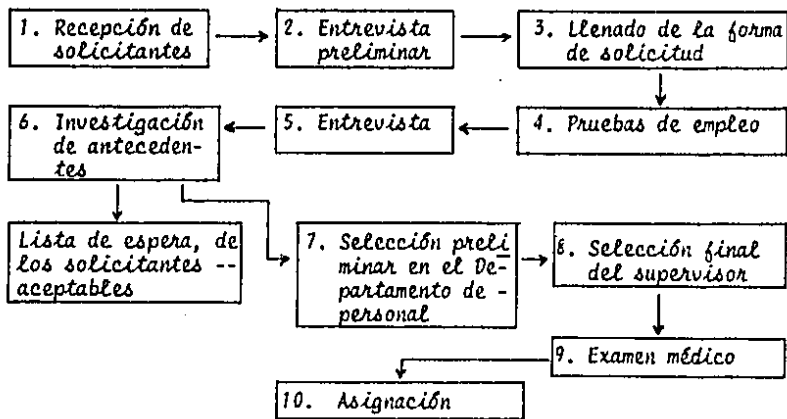 1. Recepción de
solicitantes
2. Entrevista
preliminar
3. Llenado de la forma
de solicitud
6. Investigación
de anteceden-
tes
5. Entrevista
4. Pruebas de empleo
Lista de espera, de
los solicitantes --
aceptables
7. Selección preli
minar en el De-
partamento de -
personal
8. Selección final
del supervisor
9. Examen médico
10. Asignación